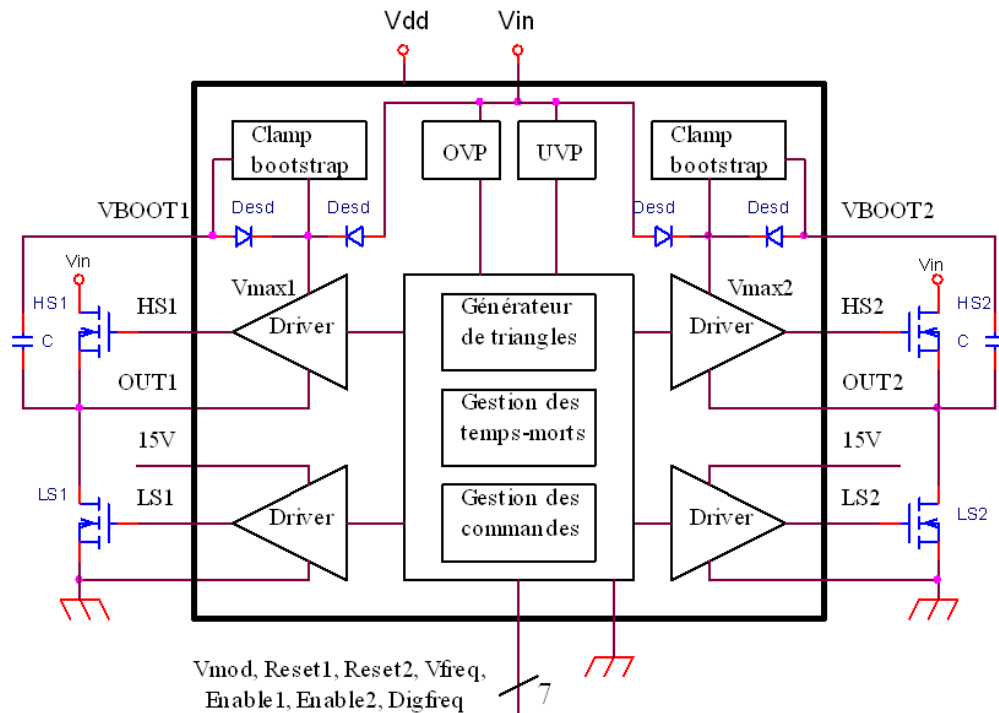 Vdd
Vin
Clamp
bootstrap
OVP
UVP
Clamp
bootstrap
VBOOT1
Desd
Desd
Desd
Desd
VBOOT2
Vin
Vin
HS1
HS1
Vmax1
Driver
Générateur
de triangles
Vmax2
Driver
HS2
HS2
C
C
OUT1
OUT2
Gestion des
temps-morts
15V
15V
LS1
LS1
Driver
Gestion des
commandes
Driver
LS2
LS2
Vmod, Reset1, Reset2, Vfreq,
Enable1, Enable2, Digfreq
7